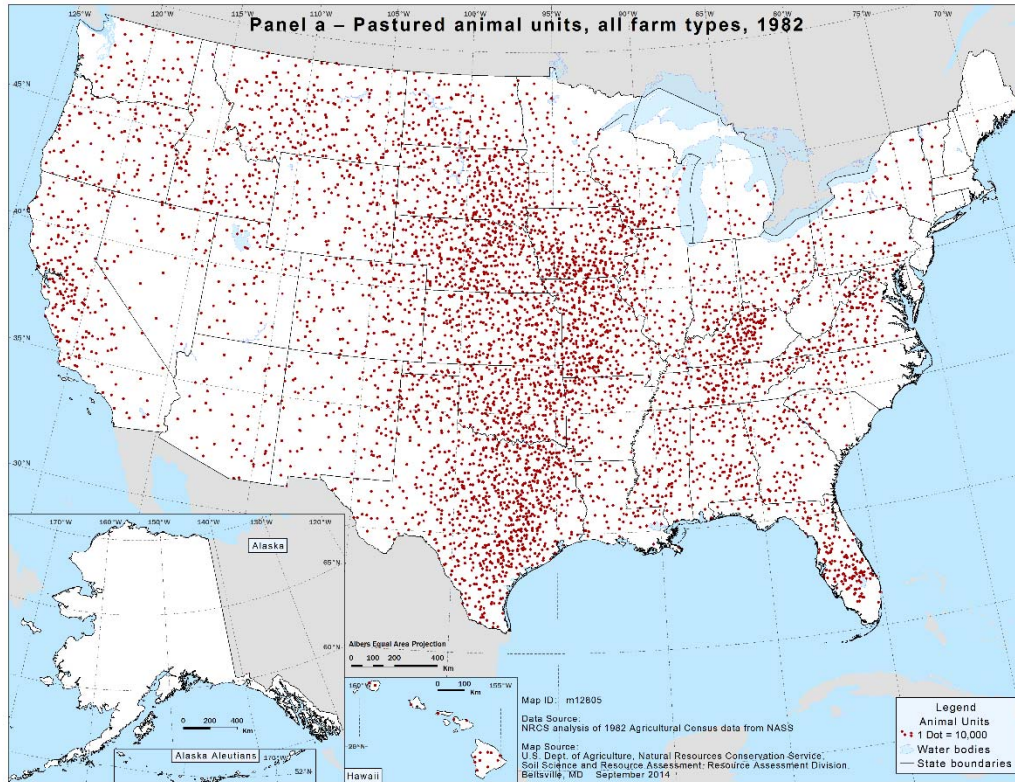 Panel a – Pastured animal units, all farm types, 1982
125°W
120°W
115°W
110°W
105°W
100°W
95°W
90°W
85°W
80°W
75°W
70°W
45°N
40°N
35°N
30°N
170°W
160°W
150°W
140°W
130°W
120°W
Alaska
65°N
60°N
0
200
400
Km
Alaska Aleutians
170°W
52°N
Albers Equal Area Projection
0
100
200
400
Km
160°W
0
100
Km
155°W
20°N
Hawaii
Map ID: m12805
Data Source:
NRCS analysis of 1982 Agricultural Census data from NASS
Map Source:
U.S. Dept. of Agriculture, Natural Resources Conservation Service,
Soil Science and Resource Assessment, Resource Assessment Division,
Beltsville, MD September 2014
Legend
Animal Units
1 Dot = 10,000
Water bodies
State boundaries